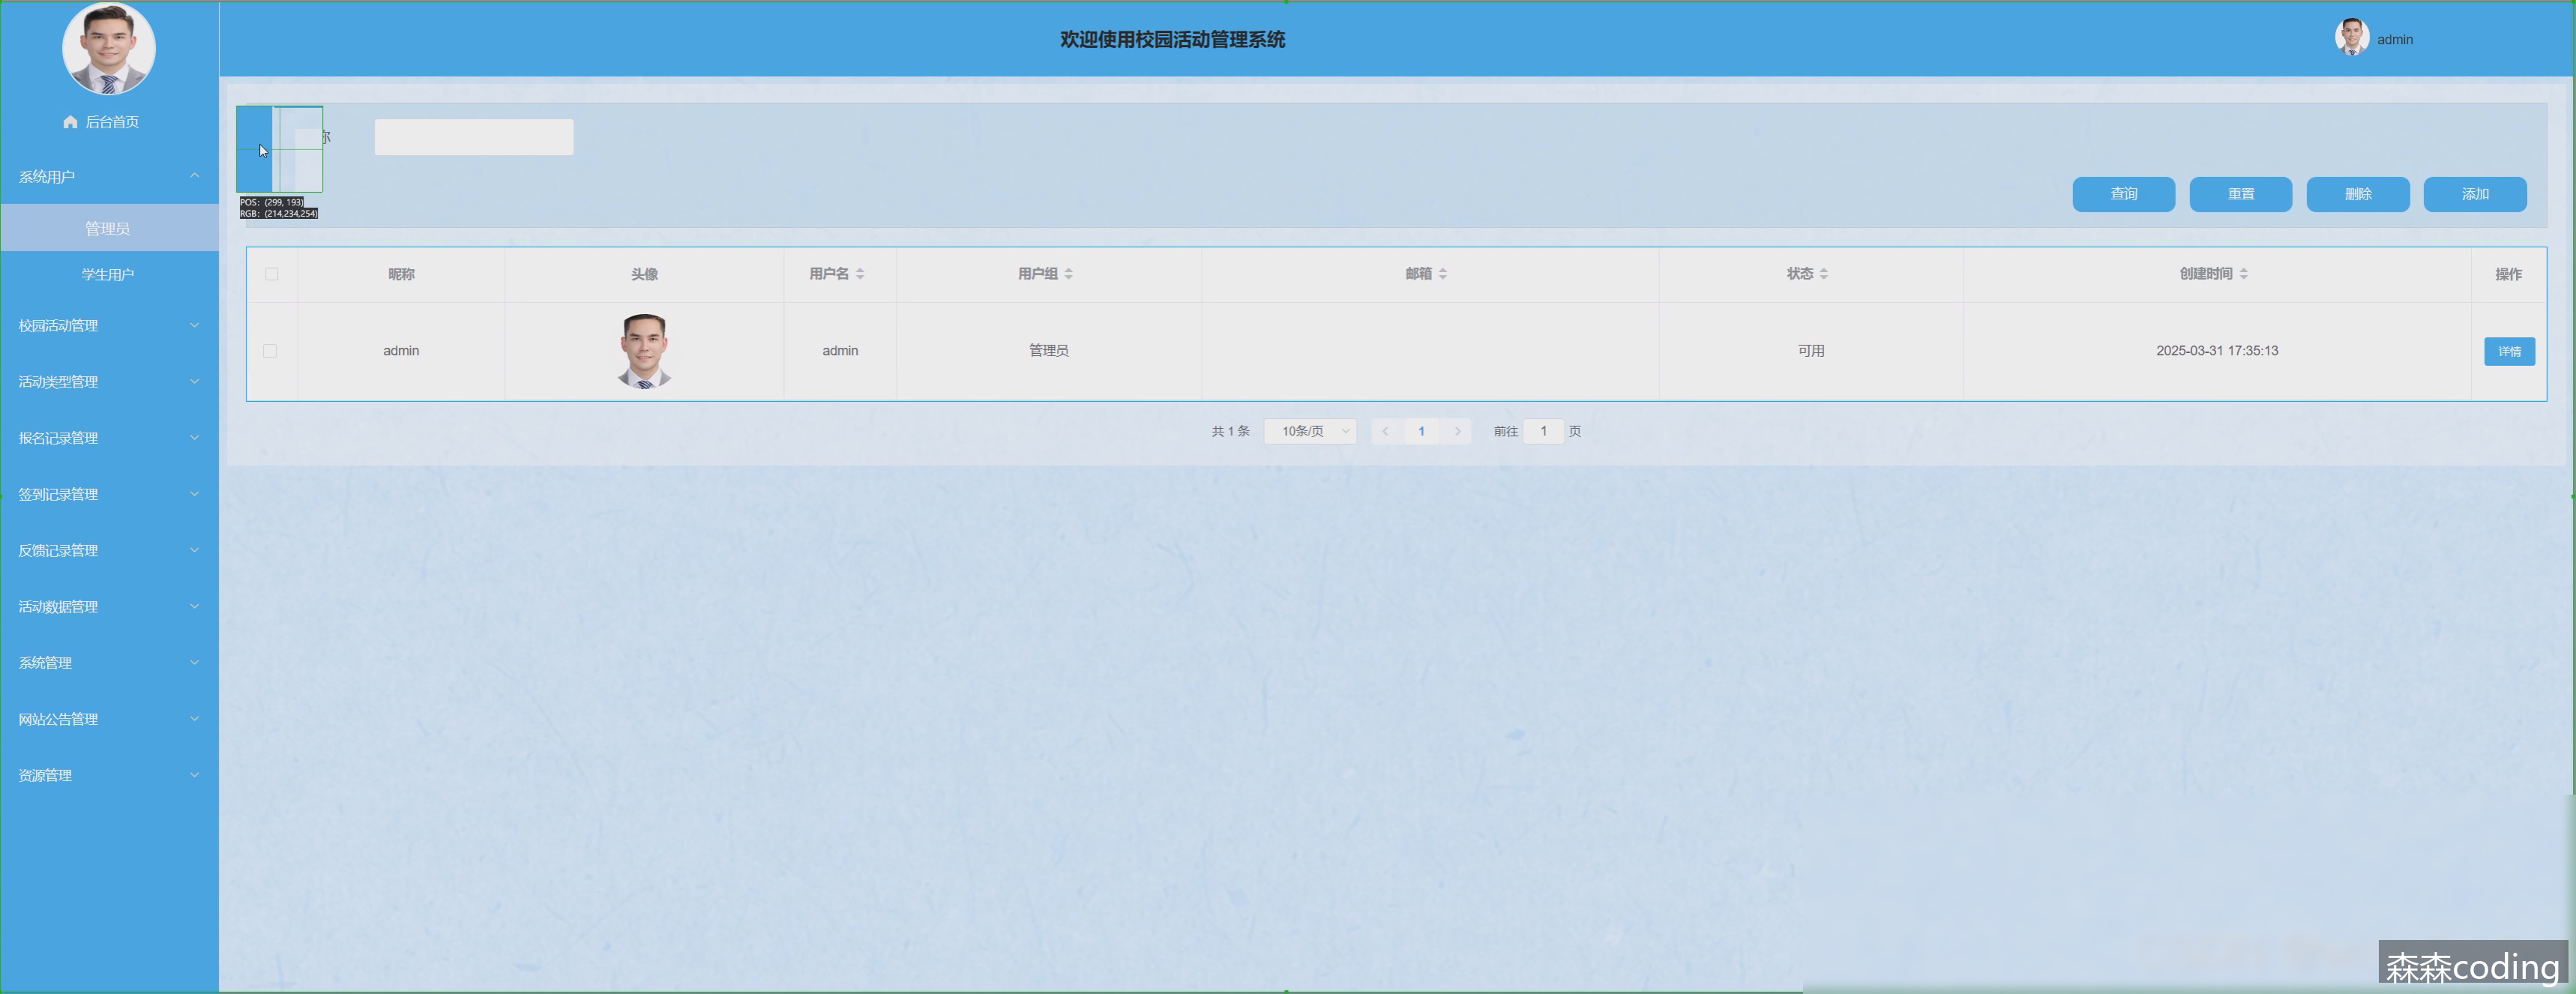 欢迎使用校园活动管理系统
admin
后台首页
系统用户
管理员
学生用户
校园活动管理
活动类型管理
报名记录管理
签到记录管理
反馈记录管理
活动数据管理
系统管理
网站公告管理
资源管理
POS: (299, 193)
RGB: (214,234,254)
查询 重置 删除 添加
昵称 头像 用户名 用户组 邮箱 状态 创建时间 操作
admin admin 管理员 可用 2025-03-31 17:35:13 详情
共 1 条 10条/页 1 前往 1 页
森森coding